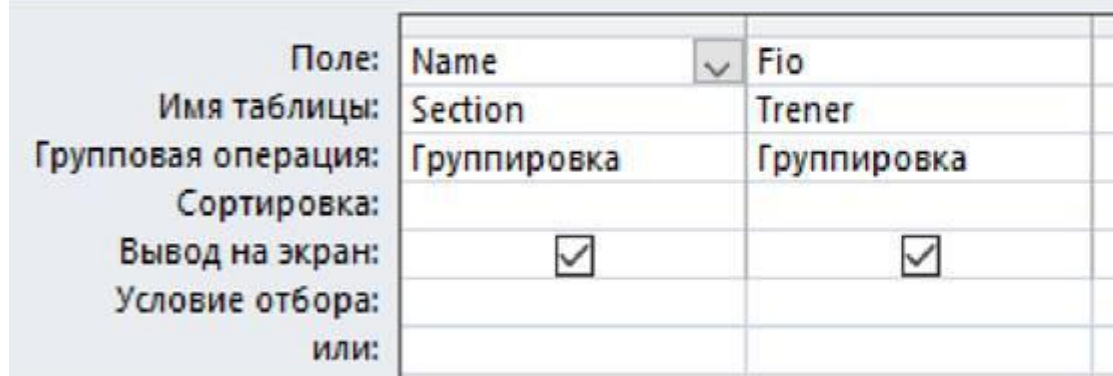 Поле: Name Fio
Имя таблицы: Section Trener
Групповая операция: Группировка Группировка
Сортировка:
Вывод на экран:
Условие отбора:
или: